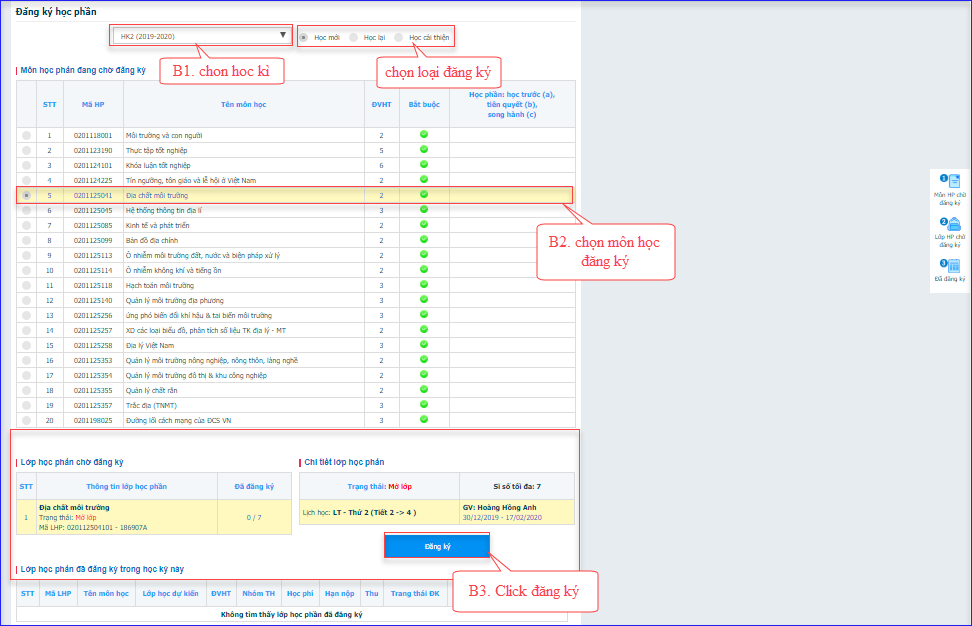 Đăng ký học phần
HK2 (2019-2020)
Học mới Học lại Học cải thiện
B1. chọn học kì
chọn loại đăng ký
Môn học phần đang chờ đăng ký
STT Mã HP Tên môn học ĐVHT Bắt buộc Học phần: học trước (a),
tiên quyết (b),
song hành (c)
1 0201118001 Môi trường và con người 2
2 0201123190 Thực tập tốt nghiệp 5
3 0201124101 Khóa luận tốt nghiệp 6
4 0201124225 Tín ngưỡng, tôn giáo và lễ hội ở Việt Nam 2
5 0201125041 Địa chất môi trường 2
6 0201125045 Hệ thống thông tin địa lí 3
7 0201125085 Kinh tế và phát triển 2
8 0201125099 Bản đồ địa chính 2
9 0201125113 Ô nhiễm môi trường đất, nước và biện pháp xử lý 2
10 0201125114 Ô nhiễm không khí và tiếng ồn 2
11 0201125118 Hạch toán môi trường 3
12 0201125140 Quản lý môi trường địa phương 3
13 0201125256 ứng phó biến đổi khí hậu & tai biến môi trường 3
14 0201125257 XD các loại biểu đồ, phân tích số liệu TK địa lý - MT 2
15 0201125258 Địa lý Việt Nam 3
16 0201125353 Quản lý môi trường nông nghiệp, nông thôn, làng nghề 2
17 0201125354 Quản lý môi trường đô thị & khu công nghiệp 2
18 0201125355 Quản lý chất rắn 2
19 0201125357 Trắc địa (TNMT) 3
20 0201198025 Đường lối cách mạng của ĐCS VN 3
B2. chọn môn học
đăng ký
1
Môn HP chờ
đăng ký
2
Lớp HP chờ
đăng ký
3
Đã đăng ký
Lớp học phần chờ đăng ký
STT Thông tin lớp học phần Đã đăng ký
1 Địa chất môi trường
Trạng thái: Mở lớp
Mã LHP: 020112504101 - 186907A
0 / 7
Chi tiết lớp học phần
Trạng thái: Mở lớp Sĩ số tối đa: 7
Lịch học: LT - Thứ 2 (Tiết 2 -> 4 ) GV: Hoàng Hồng Anh
30/12/2019 - 17/02/2020
Đăng ký
B3. Click đăng ký
Lớp học phần đã đăng ký trong học kỳ này
STT Mã LHP Tên môn học Lớp học dự kiến ĐVHT Nhóm TH Học phí Hạn nộp Thu Trạng thái ĐK
Không tìm thấy lớp học phần đã đăng ký